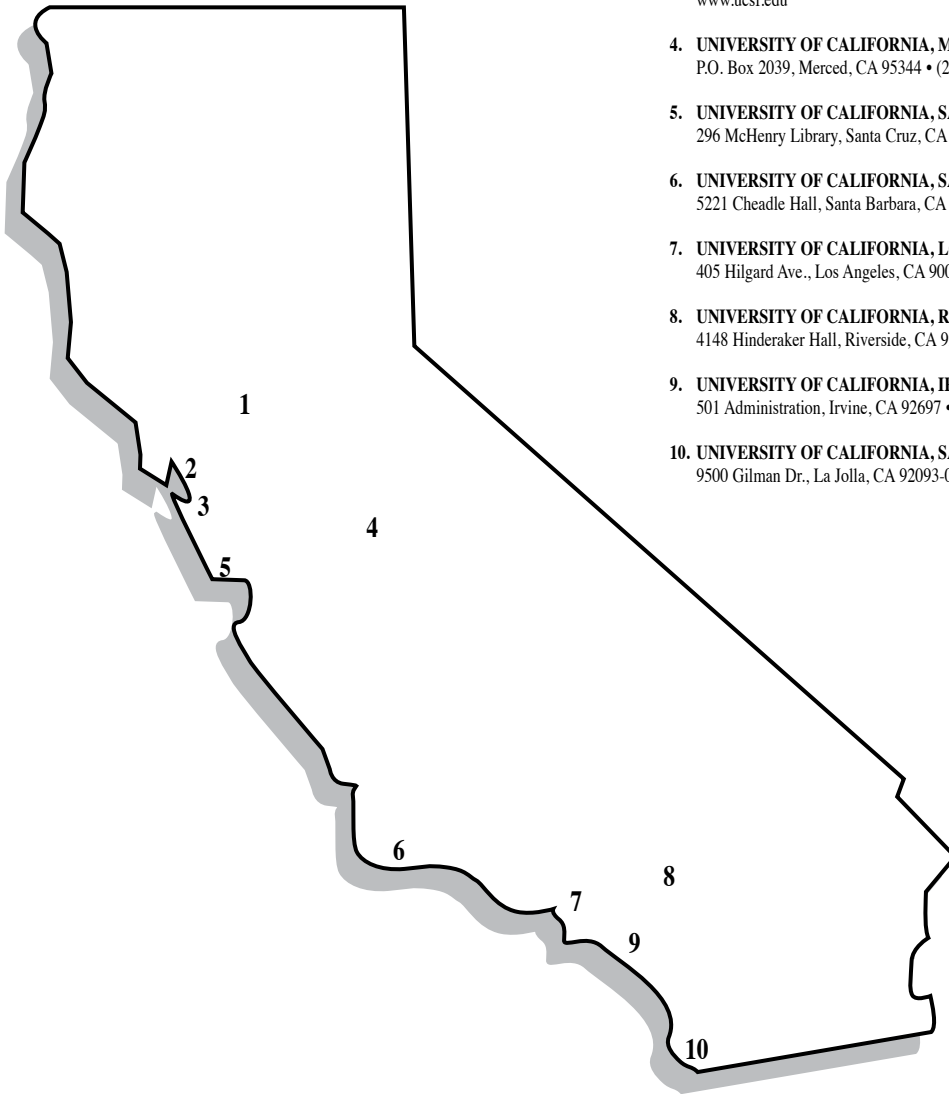 www.ucsf.edu
4. UNIVERSITY OF CALIFORNIA, M
P.O. Box 2039, Merced, CA 95344 • (2
5. UNIVERSITY OF CALIFORNIA, SA
296 McHenry Library, Santa Cruz, CA
6. UNIVERSITY OF CALIFORNIA, SA
5221 Cheadle Hall, Santa Barbara, CA
7. UNIVERSITY OF CALIFORNIA, L
405 Hilgard Ave., Los Angeles, CA 900
8. UNIVERSITY OF CALIFORNIA, R
4148 Hinderaker Hall, Riverside, CA 9
9. UNIVERSITY OF CALIFORNIA, I
501 Administration, Irvine, CA 92697 •
10. UNIVERSITY OF CALIFORNIA, SA
9500 Gilman Dr., La Jolla, CA 92093-0
1
2
3
4
5
6
7
8
9
10